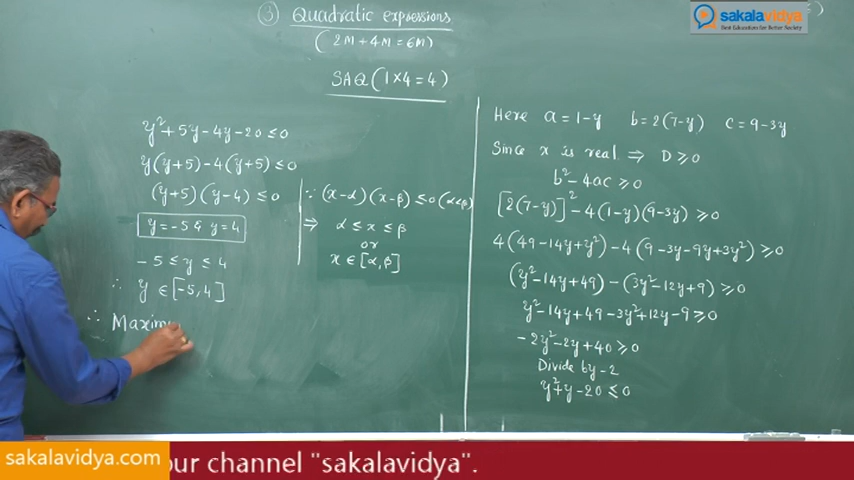 ③ Quadratic expressions
(2M + 4M = 6M)
SAQ (1×4 = 4)
sakalavidya
Best Education for Better Society
y²+5y-4y-20 ≤ 0
y(y+5)-4(y+5) ≤ 0
(y+5)(y-4) ≤ 0
y=-5 & y=4
-5 ≤ y ≤ 4
∴ y ∈ [-5,4]
∴ Maxim
∵ (x-α)(x-β) ≤ 0 (α<β)
⇒ α ≤ x ≤ β
or
x ∈ [α,β]
Here a = 1-y b = 2(7-y) c = 9-3y
Since x is real ⇒ D ≥ 0
b²-4ac ≥ 0
[2(7-y)]² - 4(1-y)(9-3y) ≥ 0
4(49-14y+y²) - 4(9-3y-9y+3y²) ≥ 0
(y²-14y+49) - (3y²-12y+9) ≥ 0
y²-14y+49-3y²+12y-9 ≥ 0
-2y²-2y+40 ≥ 0
Divide by -2
y²+y-20 ≤ 0
sakalavidya.com
our channel "sakalavidya".